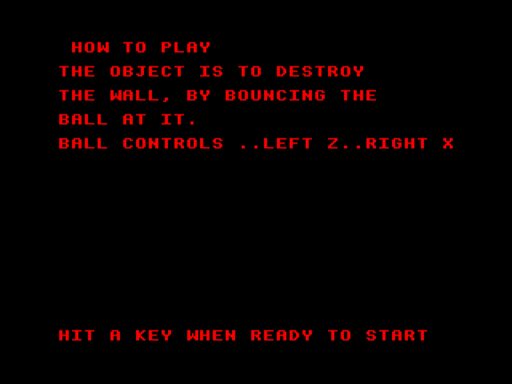 HOW TO PLAY
THE OBJECT IS TO DESTROY
THE WALL, BY BOUNCING THE
BALL AT IT.
BALL CONTROLS ..LEFT Z..RIGHT X
HIT A KEY WHEN READY TO START